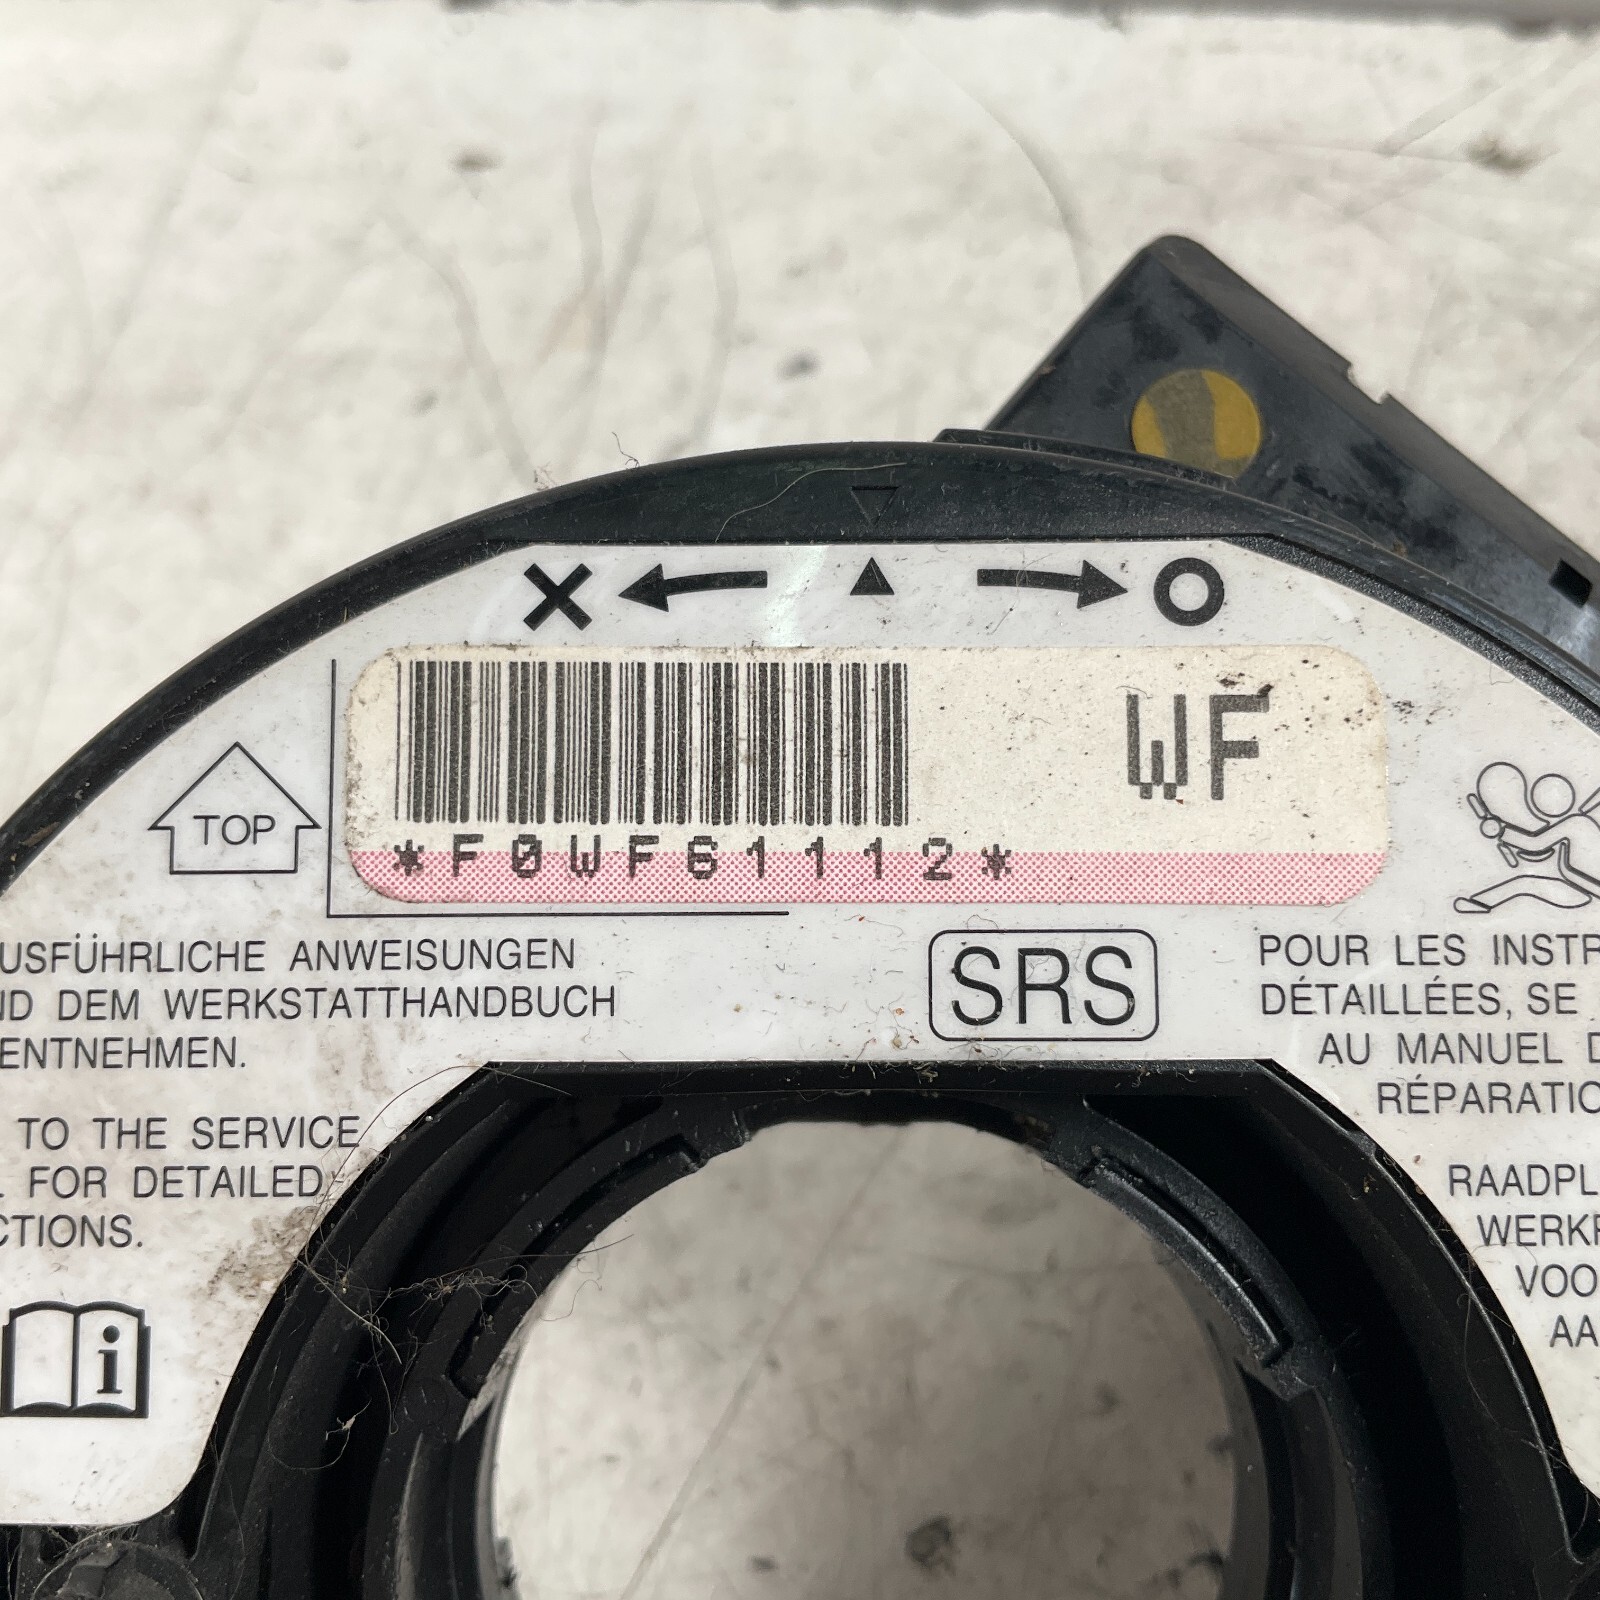 WF
TOP
*F0WF61112*
USFÜHRLICHE ANWEISUNGEN
ND DEM WERKSTATTHANDBUCH
ENTNEHMEN.
SRS
POUR LES INSTR
DÉTAILLÉES, SE
AU MANUEL D
RÉPARATIO
TO THE SERVICE
FOR DETAILED
CTIONS.
i
RAADPL
WERKP
VOO
AA